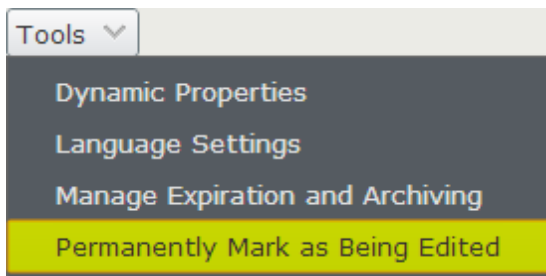 Tools
Dynamic Properties
Language Settings
Manage Expiration and Archiving
Permanently Mark as Being Edited